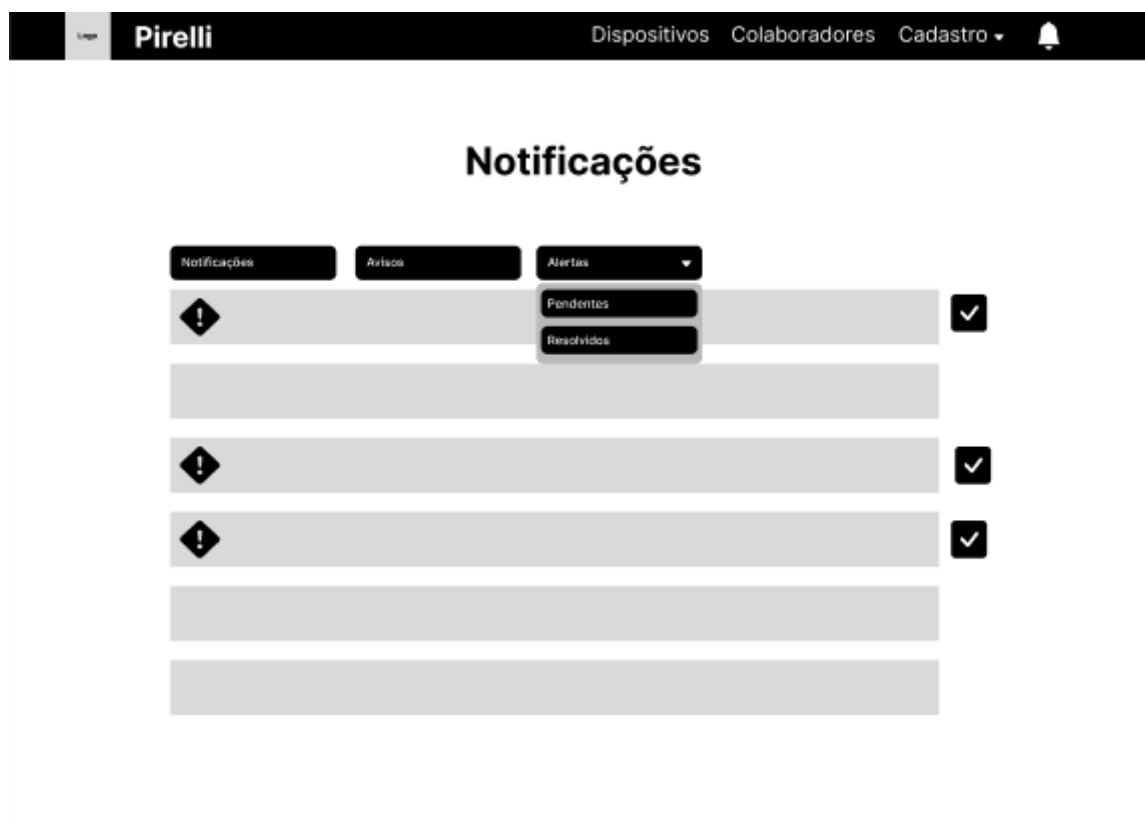 Logo Pirelli Dispositivos Colaboradores Cadastro
Notificações
Notificações Avisos Alertas
Pendentes
Resolvidos